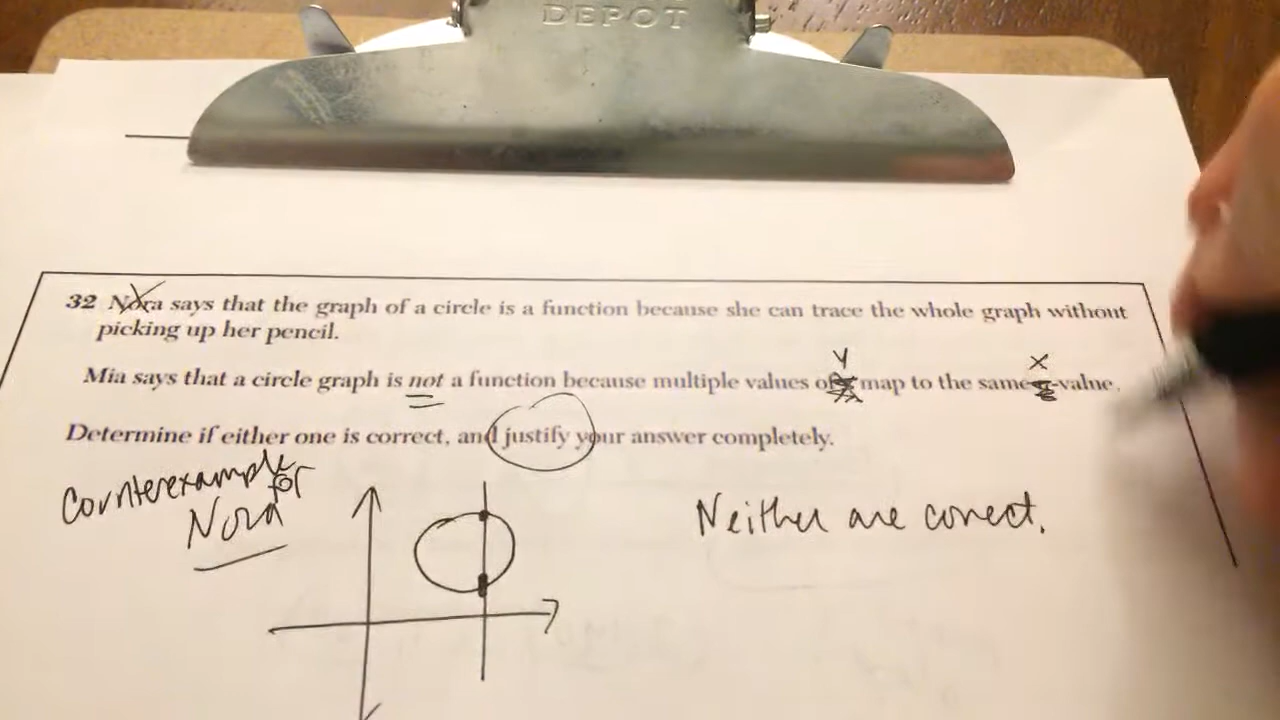 DEPOT
32 Nora says that the graph of a circle is a function because she can trace the whole graph without
picking up her pencil.
y x
Mia says that a circle graph is not a function because multiple values of map to the same -value.
Determine if either one is correct, and justify your answer completely.
Counterexample
for
Nora
Neither are correct.